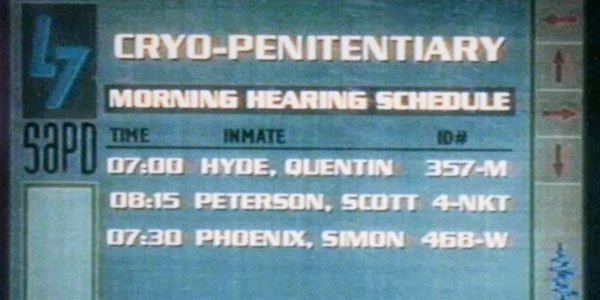 L7
CRYO-PENITENTIARY
MORNING HEARING SCHEDULE
SAPD
TIME INMATE ID#
07:00 HYDE, QUENTIN 357-M
08:15 PETERSON, SCOTT 4-NKT
07:30 PHOENIX, SIMON 46B-W